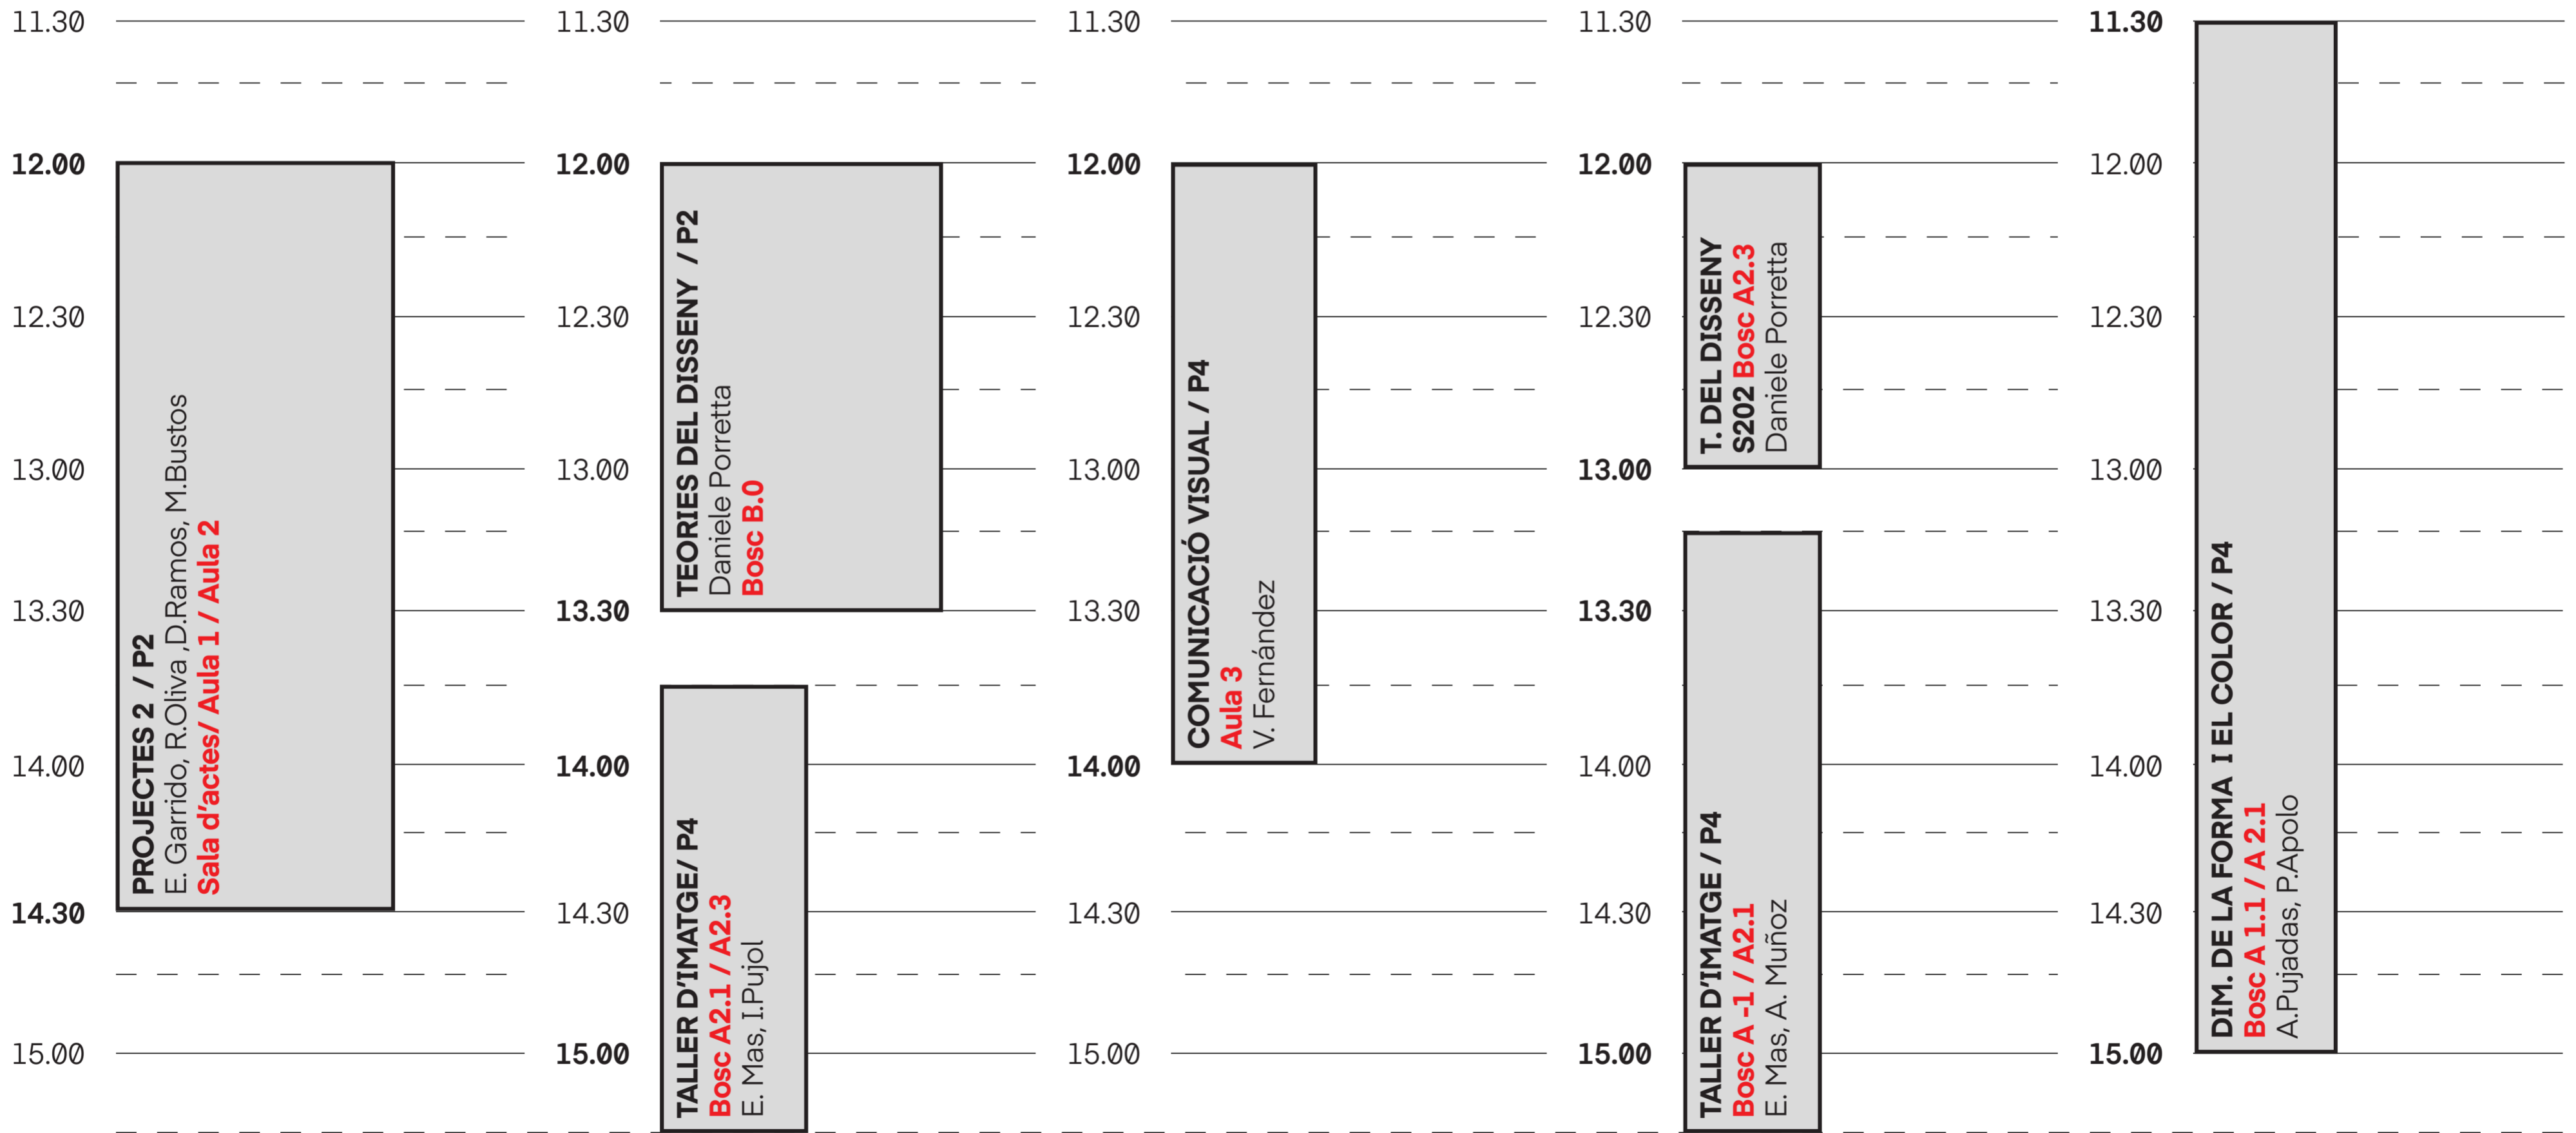 11.30
12.00
12.30
13.00
13.30
14.00
14.30
15.00
PROJECTES 2 / P2
E. Garrido, R.Oliva ,D.Ramos, M.Bustos
Sala d'actes/ Aula 1 / Aula 2
11.30
12.00
12.30
13.00
13.30
14.00
14.30
15.00
TEORIES DEL DISSENY / P2
Daniele Porretta
Bosc B.0
TALLER D'IMATGE/ P4
Bosc A2.1 / A2.3
E. Mas, I.Pujol
11.30
12.00
12.30
13.00
13.30
14.00
14.30
15.00
COMUNICACIÓ VISUAL / P4
Aula 3
V. Fernández
11.30
12.00
12.30
13.00
13.30
14.00
14.30
15.00
T. DEL DISSENY
S202 Bosc A2.3
Daniele Porretta
TALLER D'IMATGE / P4
Bosc A -1 / A2.1
E. Mas, A. Muñoz
11.30
12.00
12.30
13.00
13.30
14.00
14.30
15.00
DIM. DE LA FORMA I EL COLOR / P4
Bosc A 1.1 / A 2.1
A.Pujadas, P.Apolo